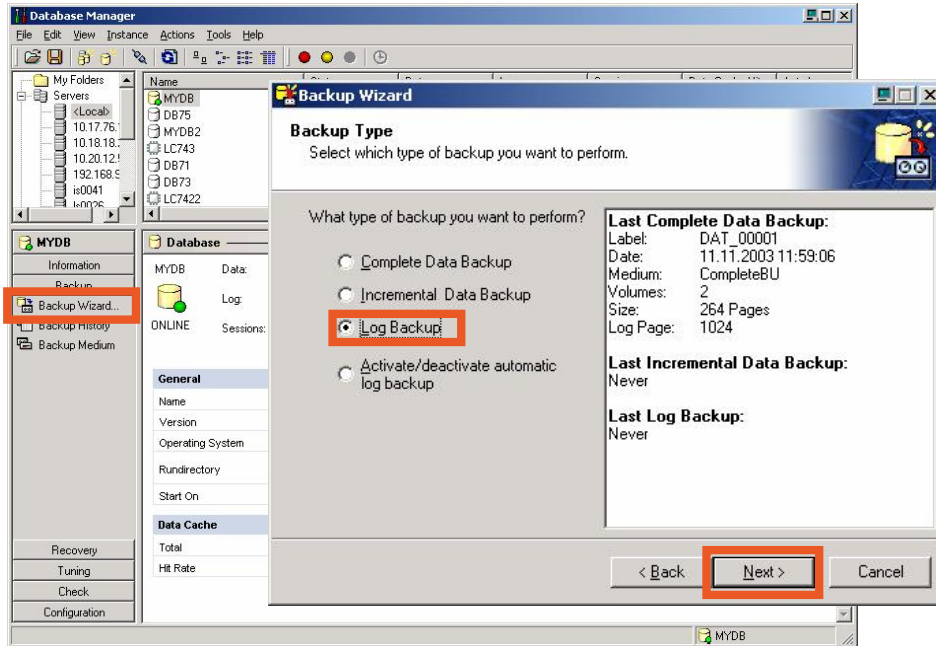 Database Manager
File Edit View Instance Actions Tools Help
My Folders
Servers
<Local>
10.17.76.
10.18.18.
10.20.12.
192.168.
is0041
Name
MYDB
DB75
MYDB2
LC743
DB71
DB73
LC7422
MYDB
Information
Backup
Backup Wizard...
Backup History
Backup Medium
Recovery
Tuning
Check
Configuration
Database
MYDB Data:
Log:
ONLINE Sessions:
General
Name
Version
Operating System
Rundirectory
Start On
Data Cache
Total
Hit Rate
Backup Wizard
Backup Type
Select which type of backup you want to perform.
What type of backup you want to perform?
Complete Data Backup
Incremental Data Backup
Log Backup
Activate/deactivate automatic
log backup
Last Complete Data Backup:
Label: DAT_00001
Date: 11.11.2003 11:59:06
Medium: CompleteBU
Volumes: 2
Size: 264 Pages
Log Page: 1024
Last Incremental Data Backup:
Never
Last Log Backup:
Never
< Back Next > Cancel
MYDB